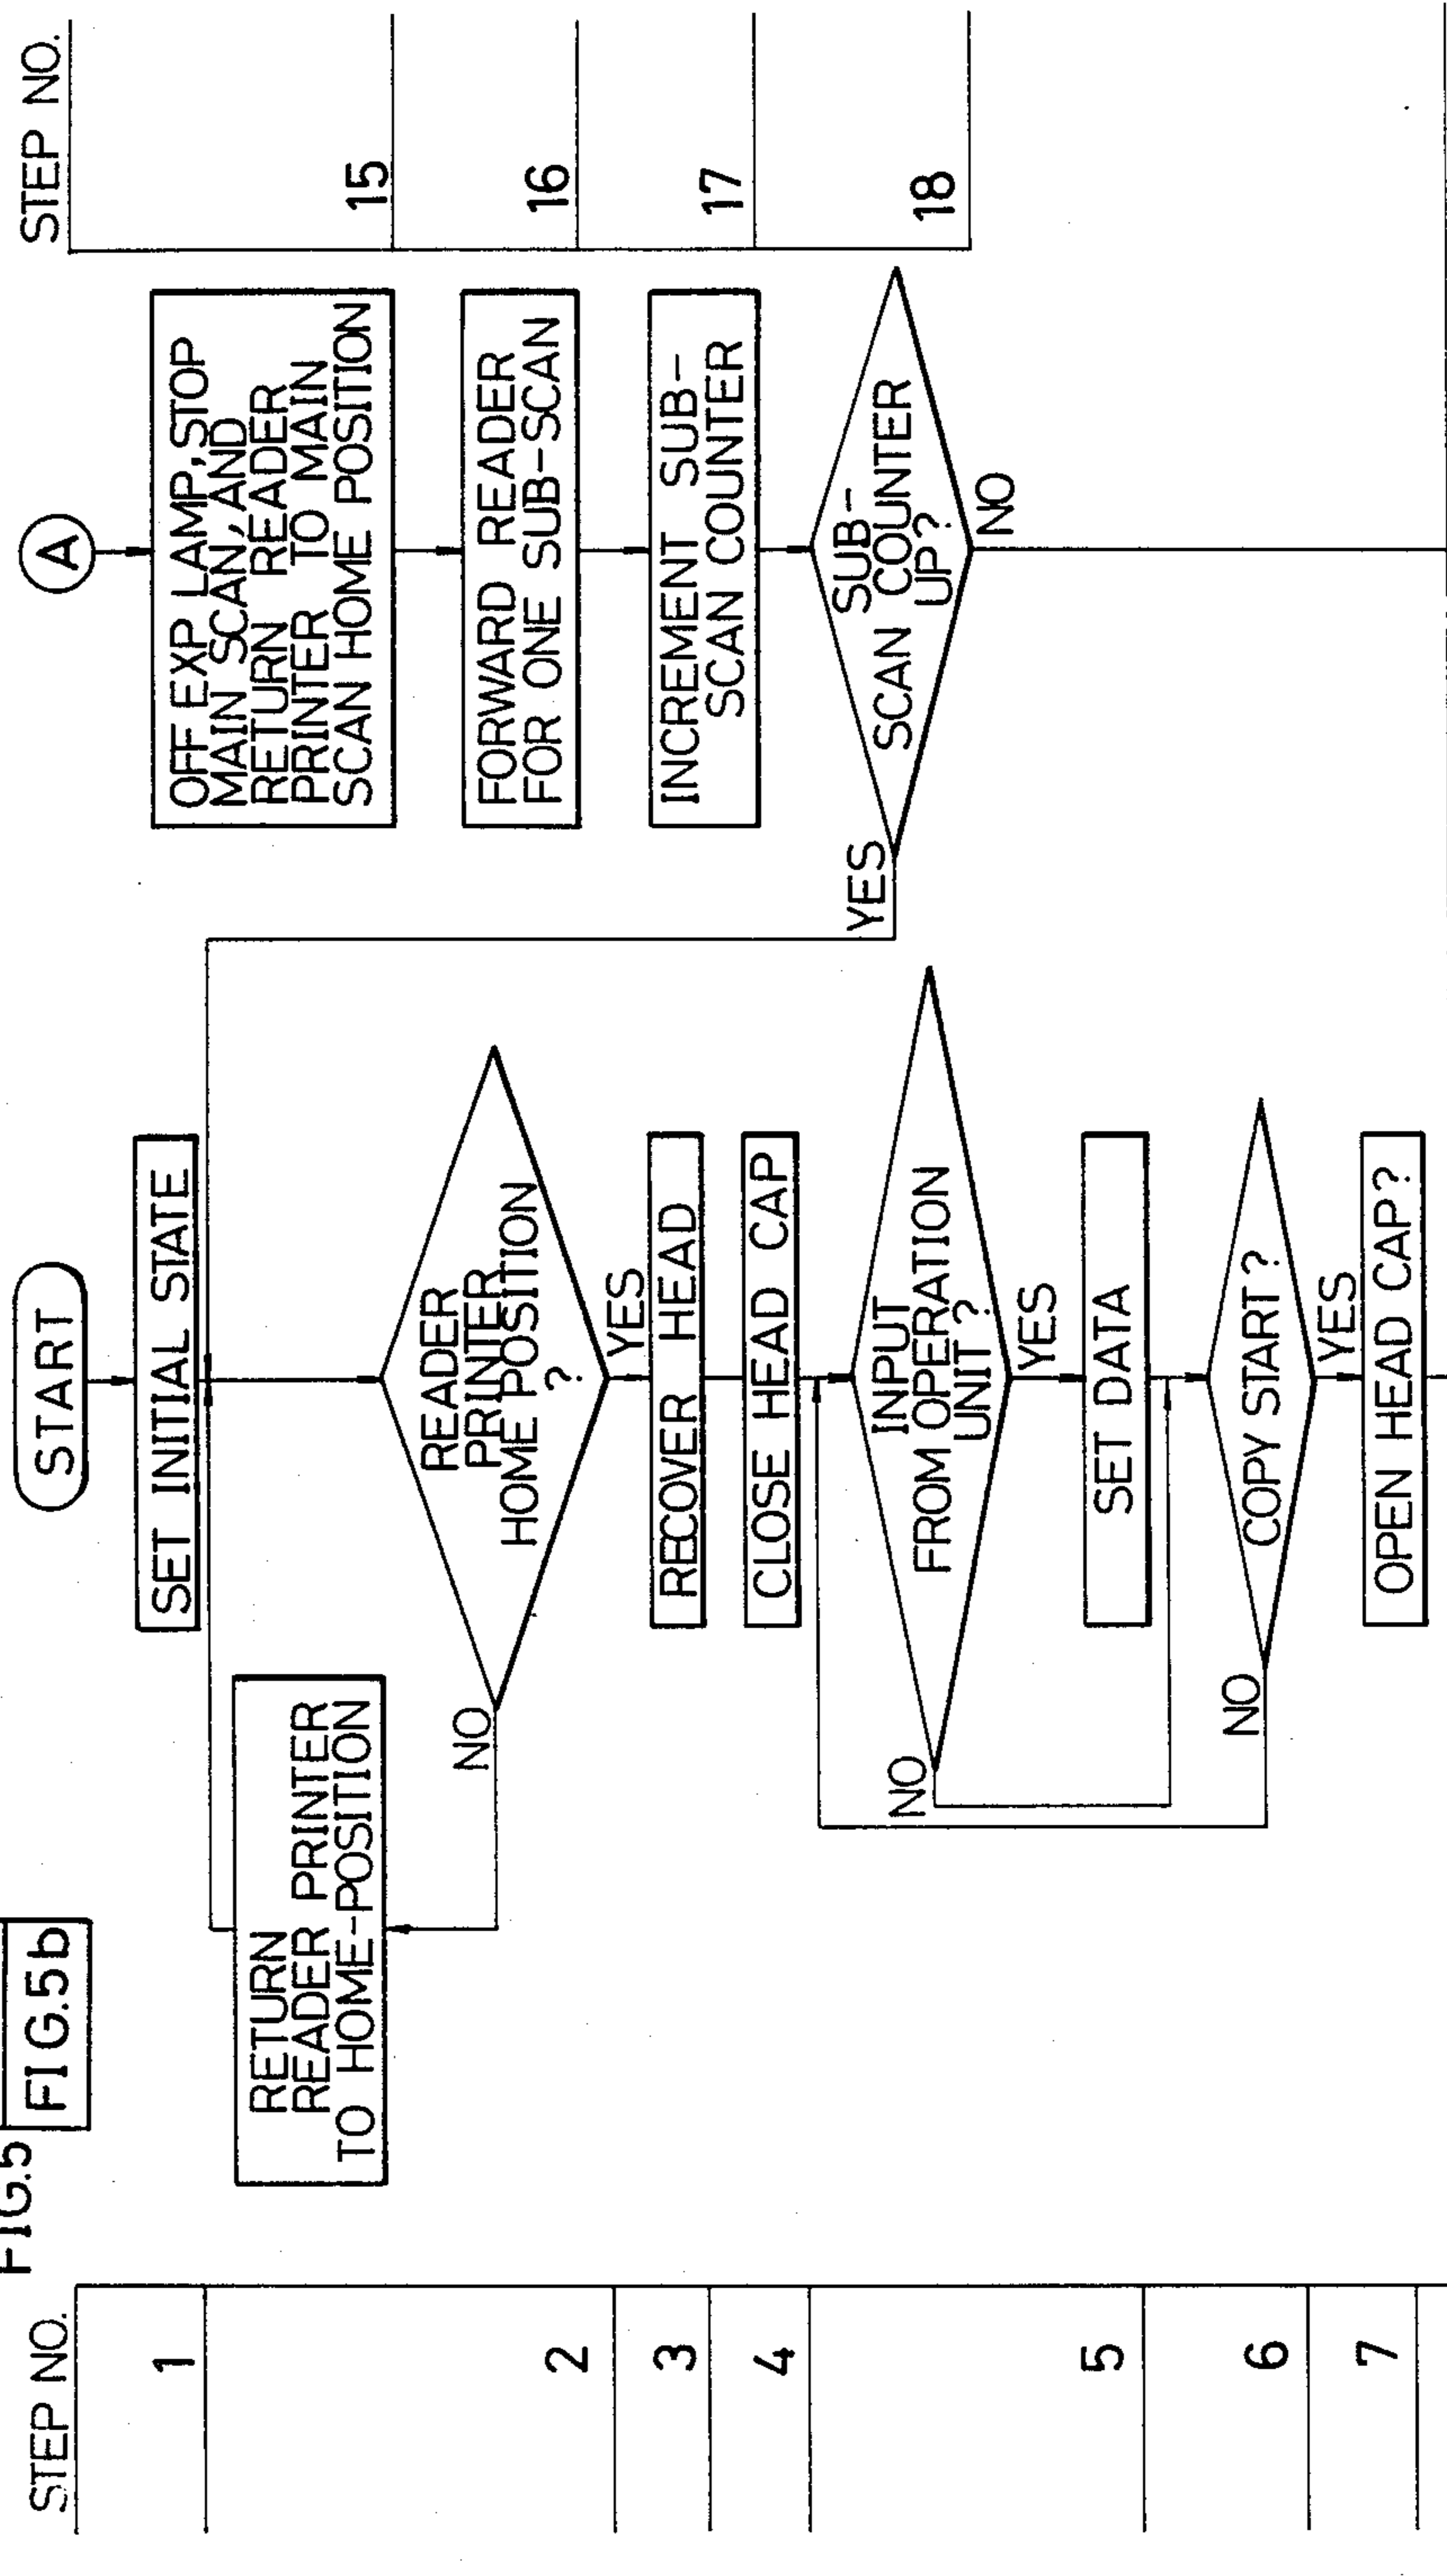 FIG.5
FIG.5b
STEP NO.
1
2
3
4
5
6
7
START
SET INITIAL STATE
RETURN
READER PRINTER
TO HOME-POSITION
READER
PRINTER
HOME POSITION
?
NO
YES
RECOVER HEAD
CLOSE HEAD CAP
INPUT
FROM OPERATION
UNIT ?
NO
YES
SET DATA
COPY START ?
NO
YES
OPEN HEAD CAP?
A
OFF EXP LAMP, STOP
MAIN SCAN, AND
RETURN READER
PRINTER TO MAIN
SCAN HOME POSITION
FORWARD READER
FOR ONE SUB-SCAN
INCREMENT SUB-
SCAN COUNTER
SUB-
SCAN COUNTER
UP?
YES
NO
STEP NO.
15
16
17
18